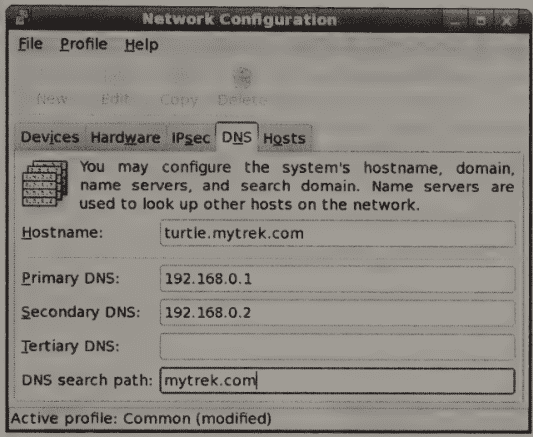 Network Configuration
File Profile Help
New Edit Copy Delete
Devices Hardware IPsec DNS Hosts
You may configure the system's hostname, domain,
name servers, and search domain. Name servers are
used to look up other hosts on the network.
Hostname: turtle.mytrek.com
Primary DNS: 192.168.0.1
Secondary DNS: 192.168.0.2
Tertiary DNS:
DNS search path: mytrek.com
Active profile: Common (modified)